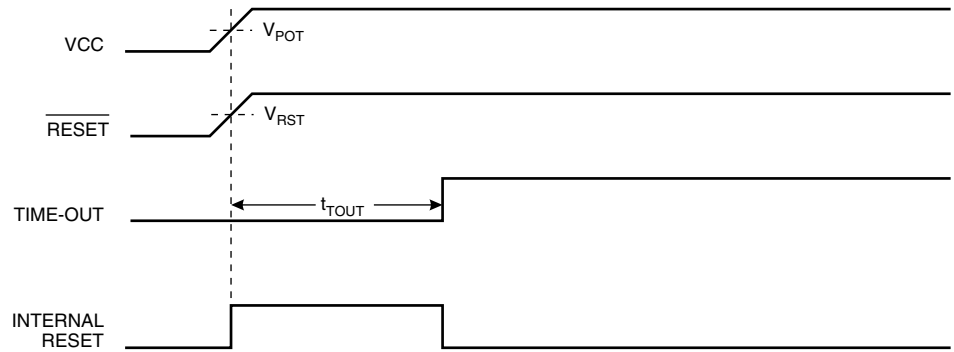 VCC
VPOT
RESET
VRST
TIME-OUT
tTOUT
INTERNAL
RESET